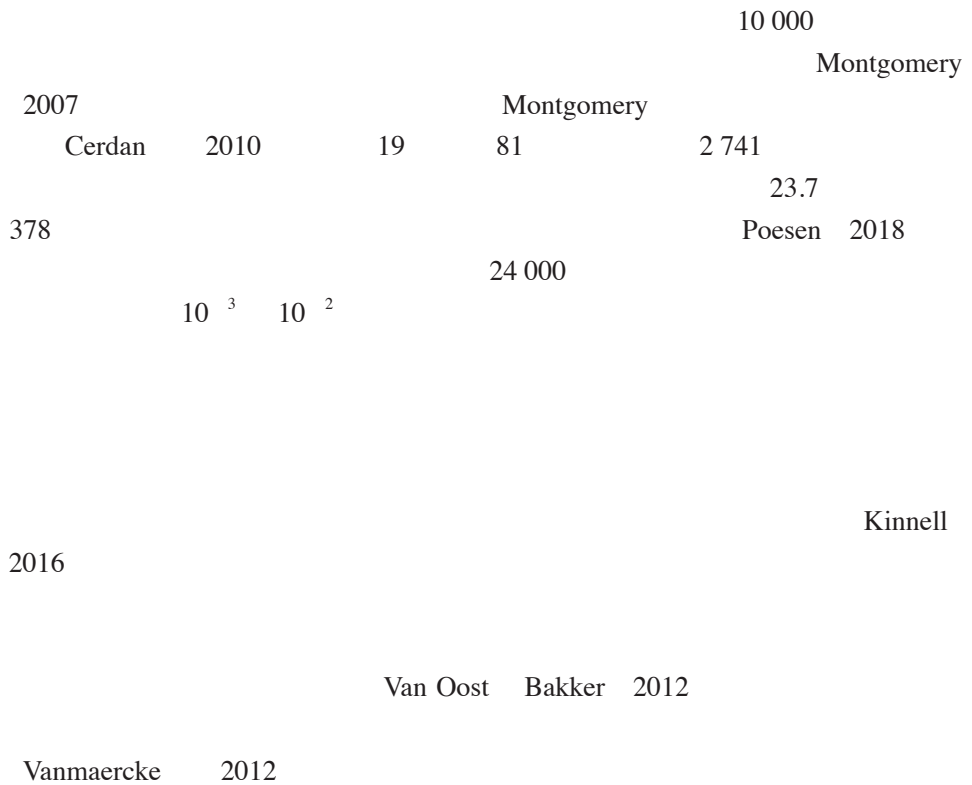 10 000
Montgomery
2007 Montgomery
Cerdan 2010 19 81 2 741
23.7
378 Poesen 2018
24 000
10 ³ 10 ²
Kinnell
2016
Van Oost Bakker 2012
Vanmaercke 2012